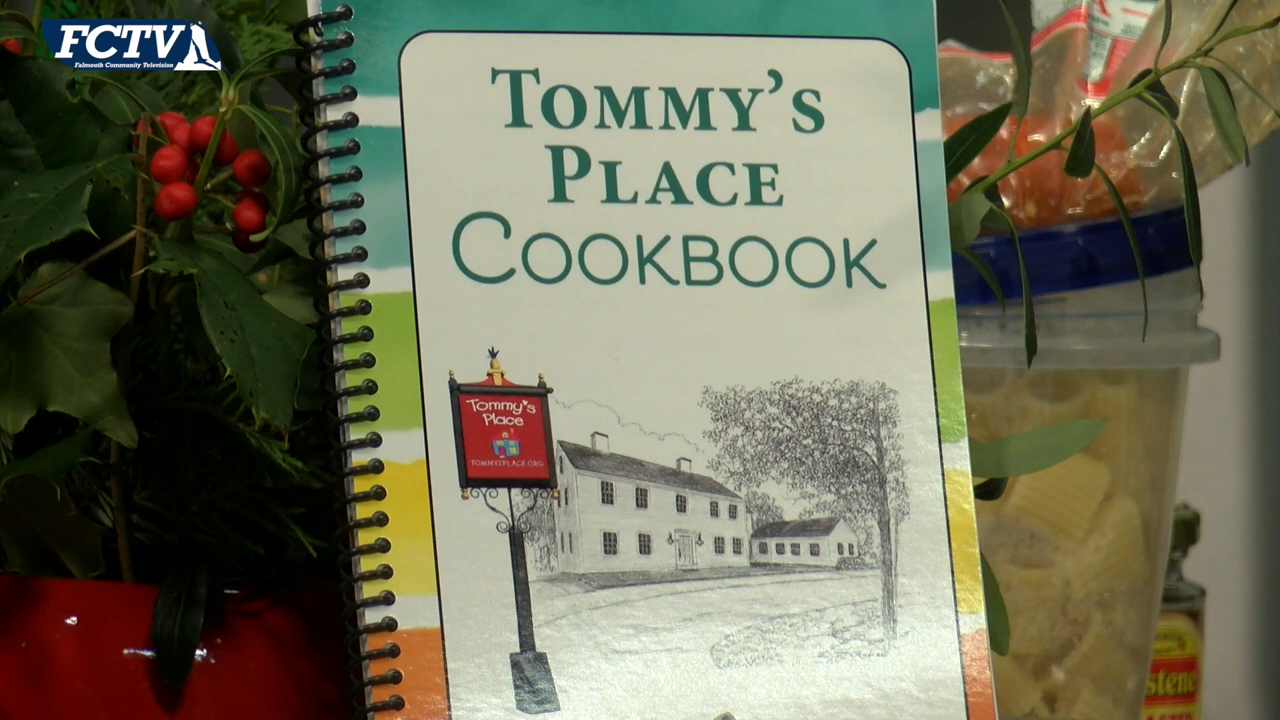 FCTV
Falmouth Community Television
TOMMY'S
PLACE
COOKBOOK
Tommy's
Place
TOMMYSPLACE.ORG